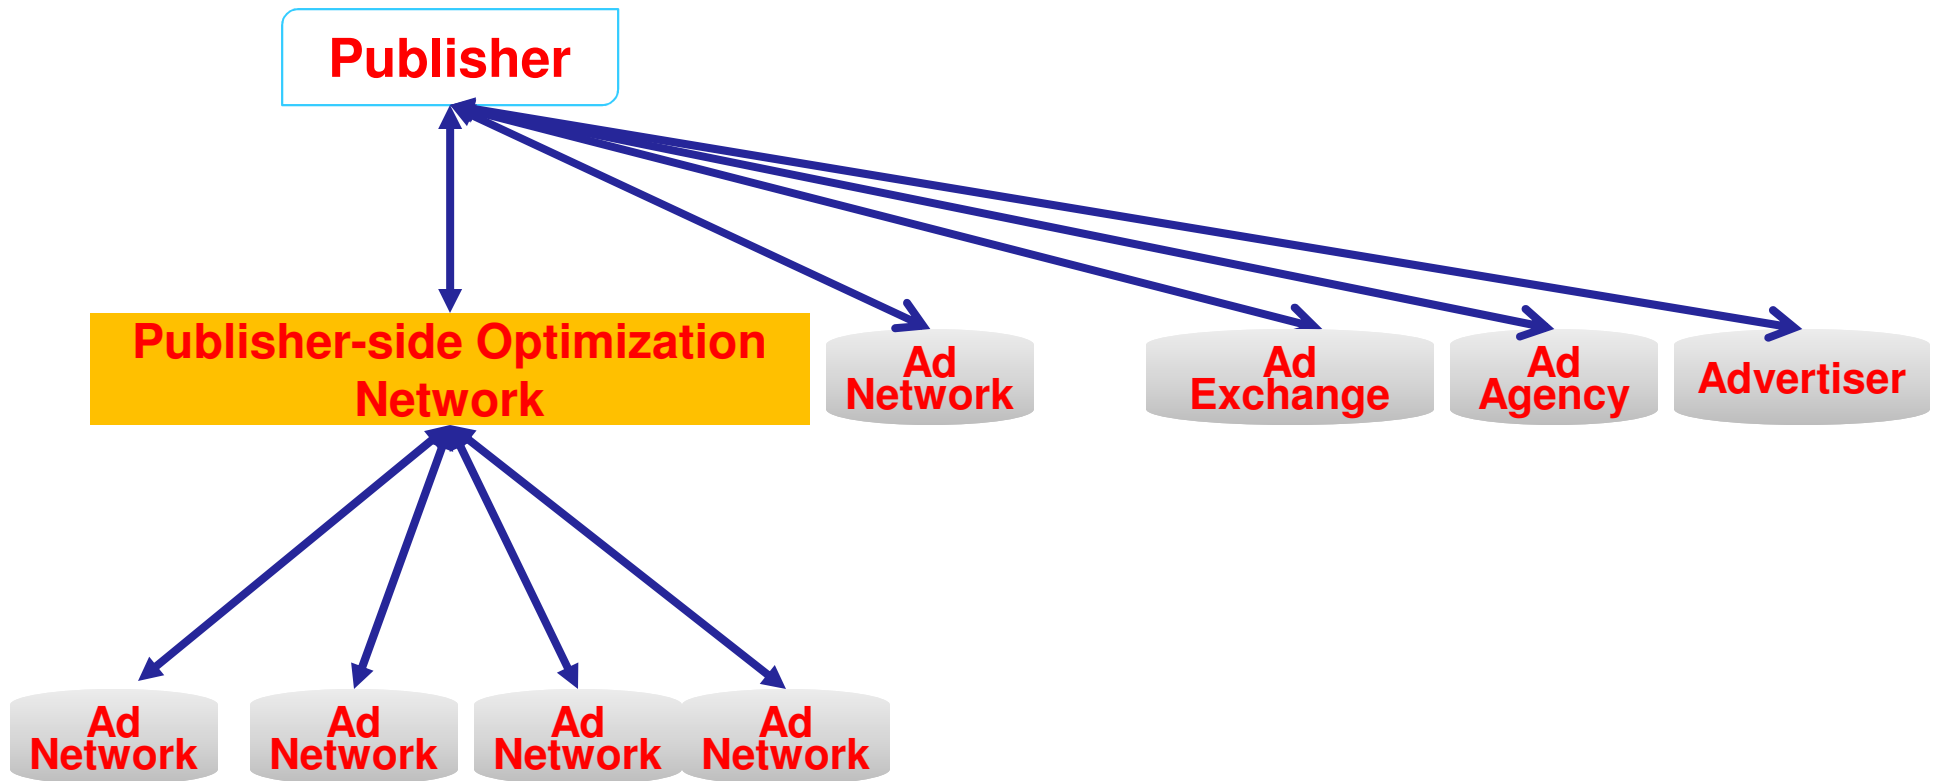 Publisher
Publisher-side Optimization
Network
Ad
Network
Ad
Exchange
Ad
Agency
Advertiser
Ad
Network
Ad
Network
Ad
Network
Ad
Network